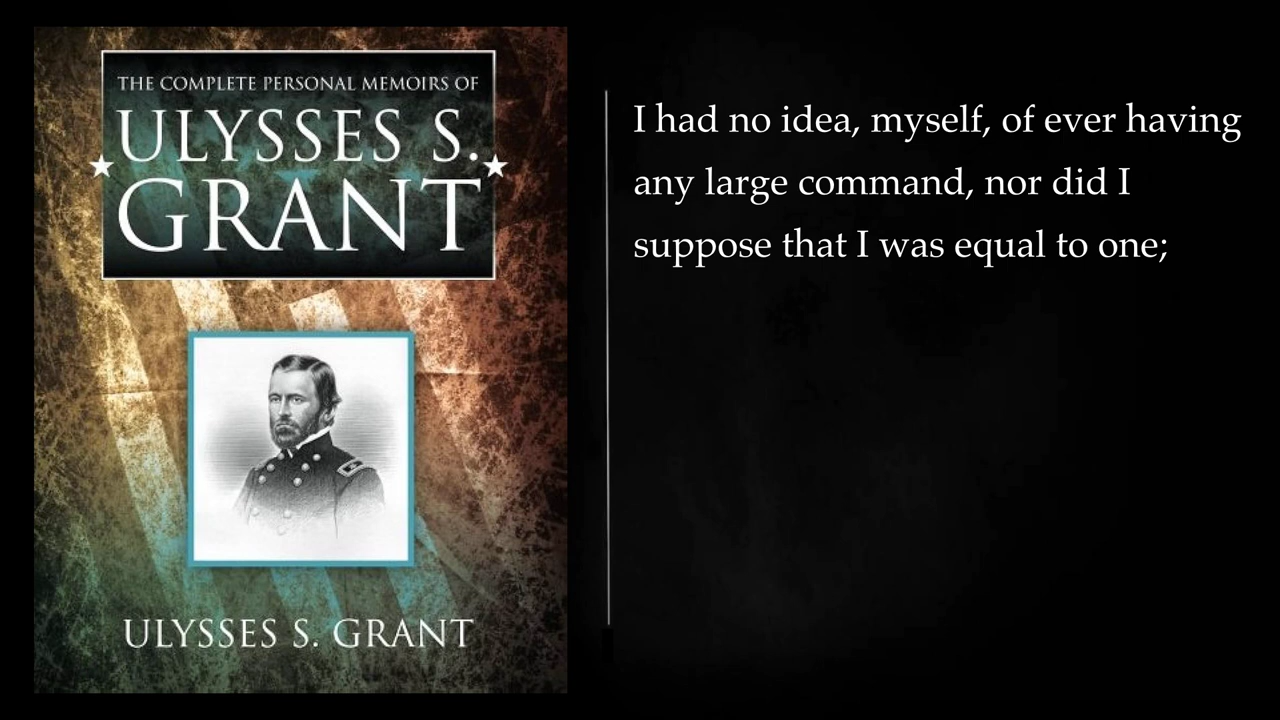 THE COMPLETE PERSONAL MEMOIRS OF
ULYSSES S.
GRANT
ULYSSES S. GRANT
I had no idea, myself, of ever having
any large command, nor did I
suppose that I was equal to one;